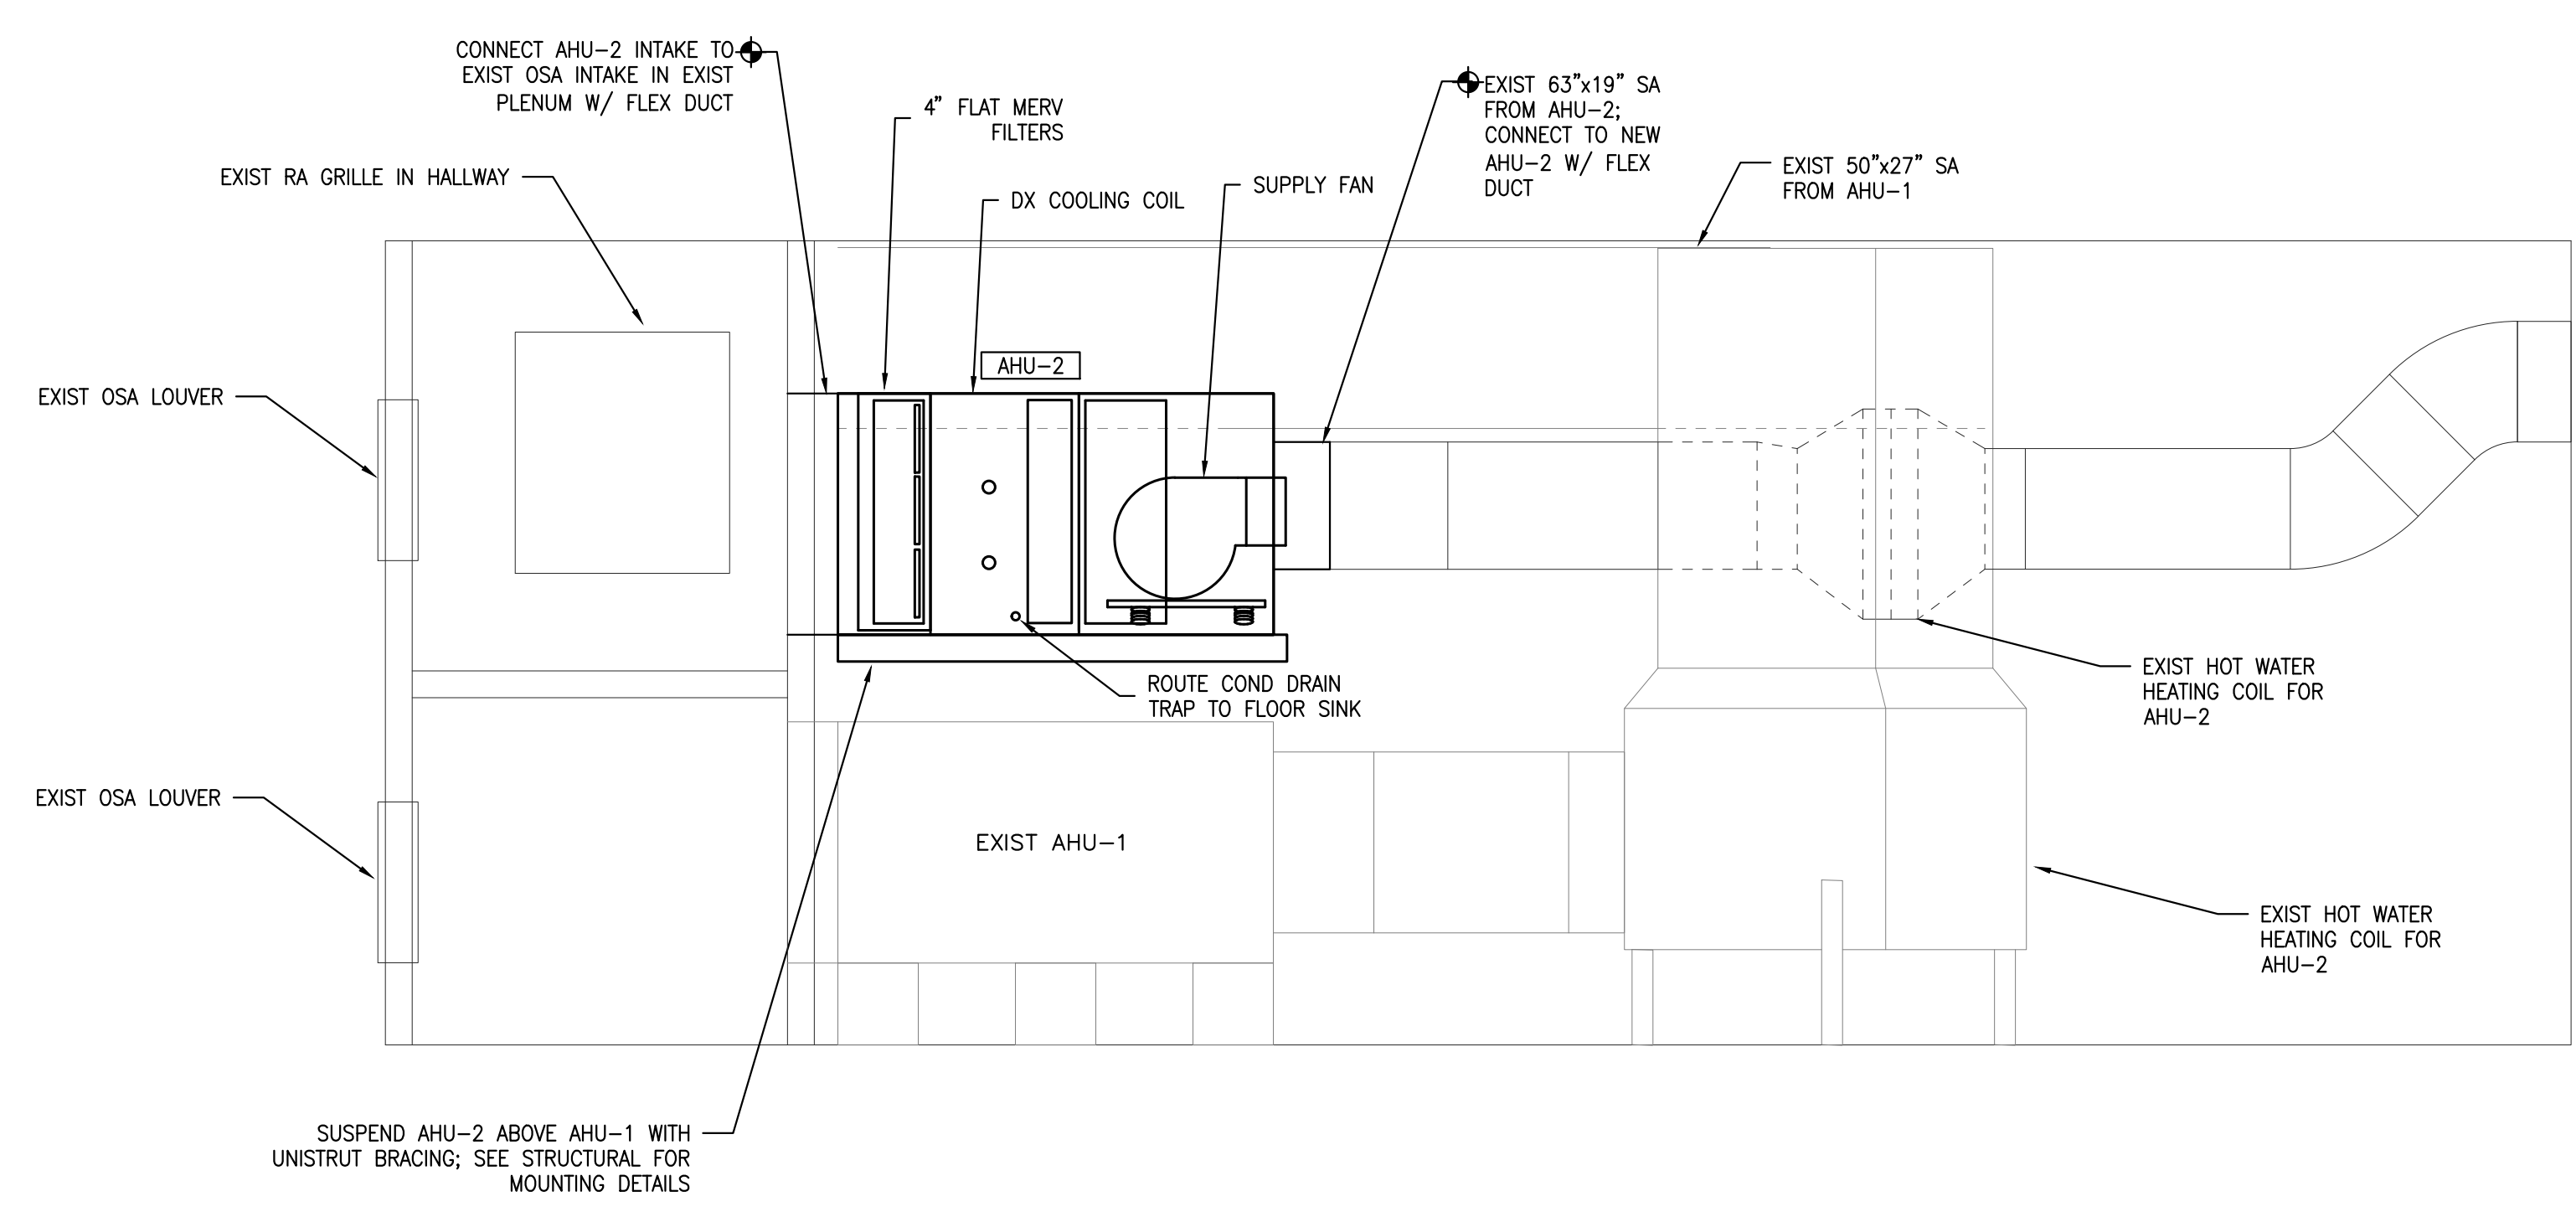 CONNECT AHU-2 INTAKE TO
EXIST OSA INTAKE IN EXIST
PLENUM W/ FLEX DUCT
4" FLAT MERV
FILTERS
EXIST 63"x19" SA
FROM AHU-2;
CONNECT TO NEW
AHU-2 W/ FLEX
DUCT
EXIST RA GRILLE IN HALLWAY
DX COOLING COIL
SUPPLY FAN
EXIST 50"x27" SA
FROM AHU-1
AHU-2
EXIST OSA LOUVER
ROUTE COND DRAIN
TRAP TO FLOOR SINK
EXIST HOT WATER
HEATING COIL FOR
AHU-2
EXIST OSA LOUVER
EXIST AHU-1
EXIST HOT WATER
HEATING COIL FOR
AHU-2
SUSPEND AHU-2 ABOVE AHU-1 WITH
UNISTRUT BRACING; SEE STRUCTURAL FOR
MOUNTING DETAILS